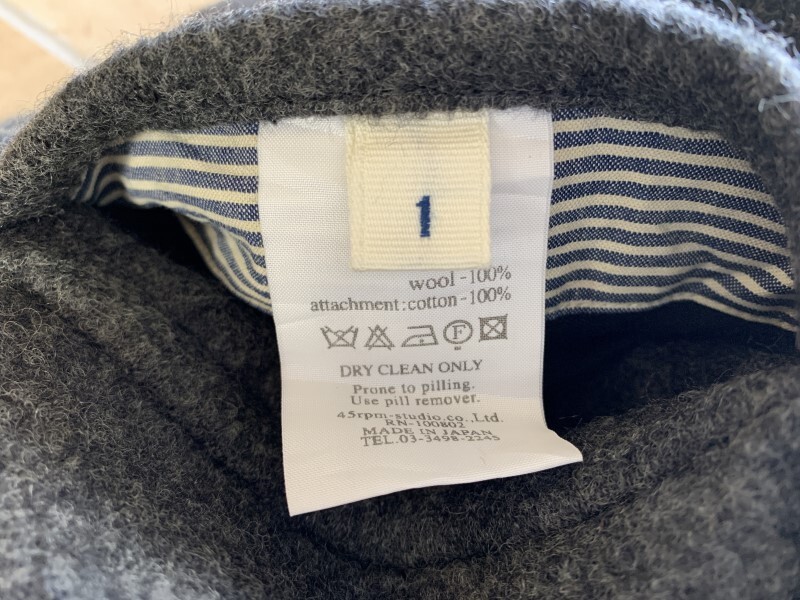 1
wool-100%
attachment:cotton-100%
F
DRY CLEAN ONLY
Prone to pilling.
Use pill remover.
45rpm-studio.co.,Ltd.
RN-100802
MADE IN JAPAN
TEL.03-3498-2245